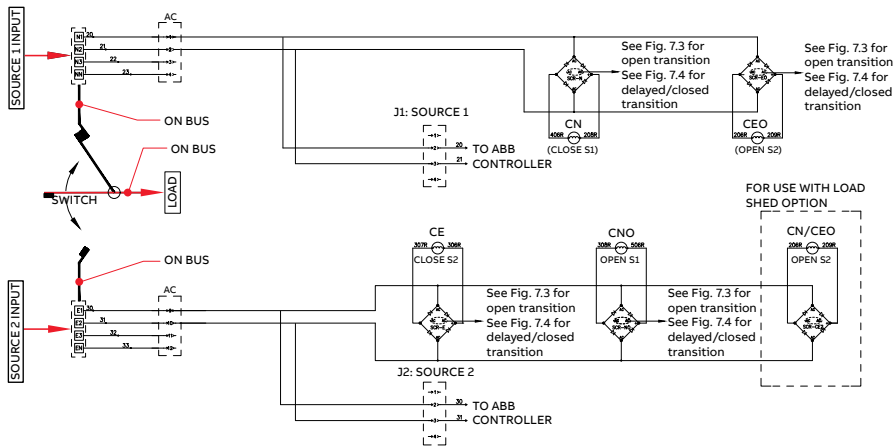 SOURCE 1 INPUT
N1
N2
N3
NN
20
21
22
23
AC
ON BUS
ON BUS
SWITCH
LOAD
J1: SOURCE 1
20
21
TO ABB
CONTROLLER
SCR-N
See Fig. 7.3 for
open transition
See Fig. 7.4 for
delayed/closed
transition
CN
406R
208R
(CLOSE S1)
SCR-EO
See Fig. 7.3 for
open transition
See Fig. 7.4 for
delayed/closed
transition
CEO
206R
209R
(OPEN S2)
FOR USE WITH LOAD
SHED OPTION
CE
307R
306R
CLOSE S2
CNO
308R
506R
OPEN S1
CN/CEO
206R
209R
OPEN S2
ON BUS
SOURCE 2 INPUT
E1
E2
E3
EN
30
31
32
33
AC
SCR-E
See Fig. 7.3 for
open transition
See Fig. 7.4 for
delayed/closed
transition
See Fig. 7.3 for
open transition
See Fig. 7.4 for
delayed/closed
transition
J2: SOURCE 2
30
31
TO ABB
CONTROLLER